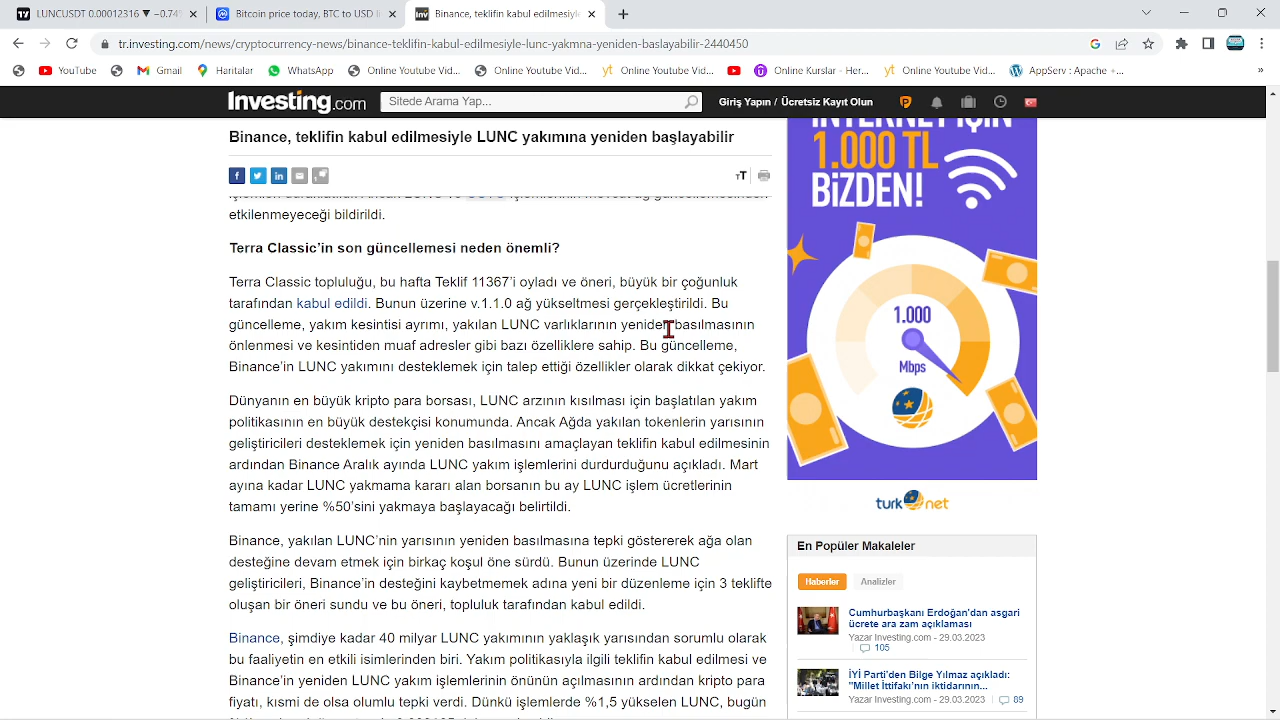 LUNCUSDT 0.00012316 ▼ −0.74%
Bitcoin price today, BTC to USD li
Binance, teklifin kabul edilmesiyle
tr.investing.com/news/cryptocurrency-news/binance-teklifin-kabul-edilmesiyle-lunc-yakmna-yeniden-baslayabilir-2440450
YouTube
Gmail
Haritalar
WhatsApp
Online Youtube Vid...
Online Youtube Vid...
Online Youtube Vid...
Online Kurslar - Her...
Online Youtube Vid...
AppServ : Apache +...
»
Investing.com
Sitede Arama Yap...
Giriş Yapın / Ücretsiz Kayıt Olun
Binance, teklifin kabul edilmesiyle LUNC yakımına yeniden başlayabilir
etkilenmeyeceği bildirildi.
Terra Classic'in son güncellemesi neden önemli?
Terra Classic topluluğu, bu hafta Teklif 11367'i oyladı ve öneri, büyük bir çoğunluk
tarafından kabul edildi. Bunun üzerine v.1.1.0 ağ yükseltmesi gerçekleştirildi. Bu
güncelleme, yakım kesintisi ayrımı, yakılan LUNC varlıklarının yeniden basılmasının
önlenmesi ve kesintiden muaf adresler gibi bazı özelliklere sahip. Bu güncelleme,
Binance'in LUNC yakımını desteklemek için talep ettiği özellikler olarak dikkat çekiyor.
Dünyanın en büyük kripto para borsası, LUNC arzının kısılması için başlatılan yakım
politikasının en büyük destekçisi konumunda. Ancak Ağda yakılan tokenlerin yarısının
geliştiricileri desteklemek için yeniden basılmasını amaçlayan teklifin kabul edilmesinin
ardından Binance Aralık ayında LUNC yakım işlemlerini durdurduğunu açıkladı. Mart
ayına kadar LUNC yakmama kararı alan borsanın bu ay LUNC işlem ücretlerinin
tamamı yerine %50'sini yakmaya başlayacağı belirtildi.
Binance, yakılan LUNC'nin yarısının yeniden basılmasına tepki göstererek ağa olan
desteğine devam etmek için birkaç koşul öne sürdü. Bunun üzerinde LUNC
geliştiricileri, Binance'in desteğini kaybetmemek adına yeni bir düzenleme için 3 teklifte
oluşan bir öneri sundu ve bu öneri, topluluk tarafından kabul edildi.
Binance, şimdiye kadar 40 milyar LUNC yakımının yaklaşık yarısından sorumlu olarak
bu faaliyetin en etkili isimlerinden biri. Yakım politikasıyla ilgili teklifin kabul edilmesi ve
Binance'in yeniden LUNC yakım işlemlerinin önünün açılmasının ardından kripto para
fiyatı, cızmi de olsa olumlu tepki verdi. Dünkü işlemlerde %1,5 yükselen LUNC, bugün
İNTERNET İÇİN
1.000 TL
BİZDEN!
1.000
Mbps
turk net
En Popüler Makaleler
Haberler
Analizler
Cumhurbaşkanı Erdoğan'dan asgari
ücrete ara zam açıklaması
Yazar Investing.com - 29.03.2023
105
İYİ Parti'den Bilge Yılmaz açıkladı:
"Millet İttifakı'nın iktidarının...
Yazar Investing.com - 29.03.2023
89